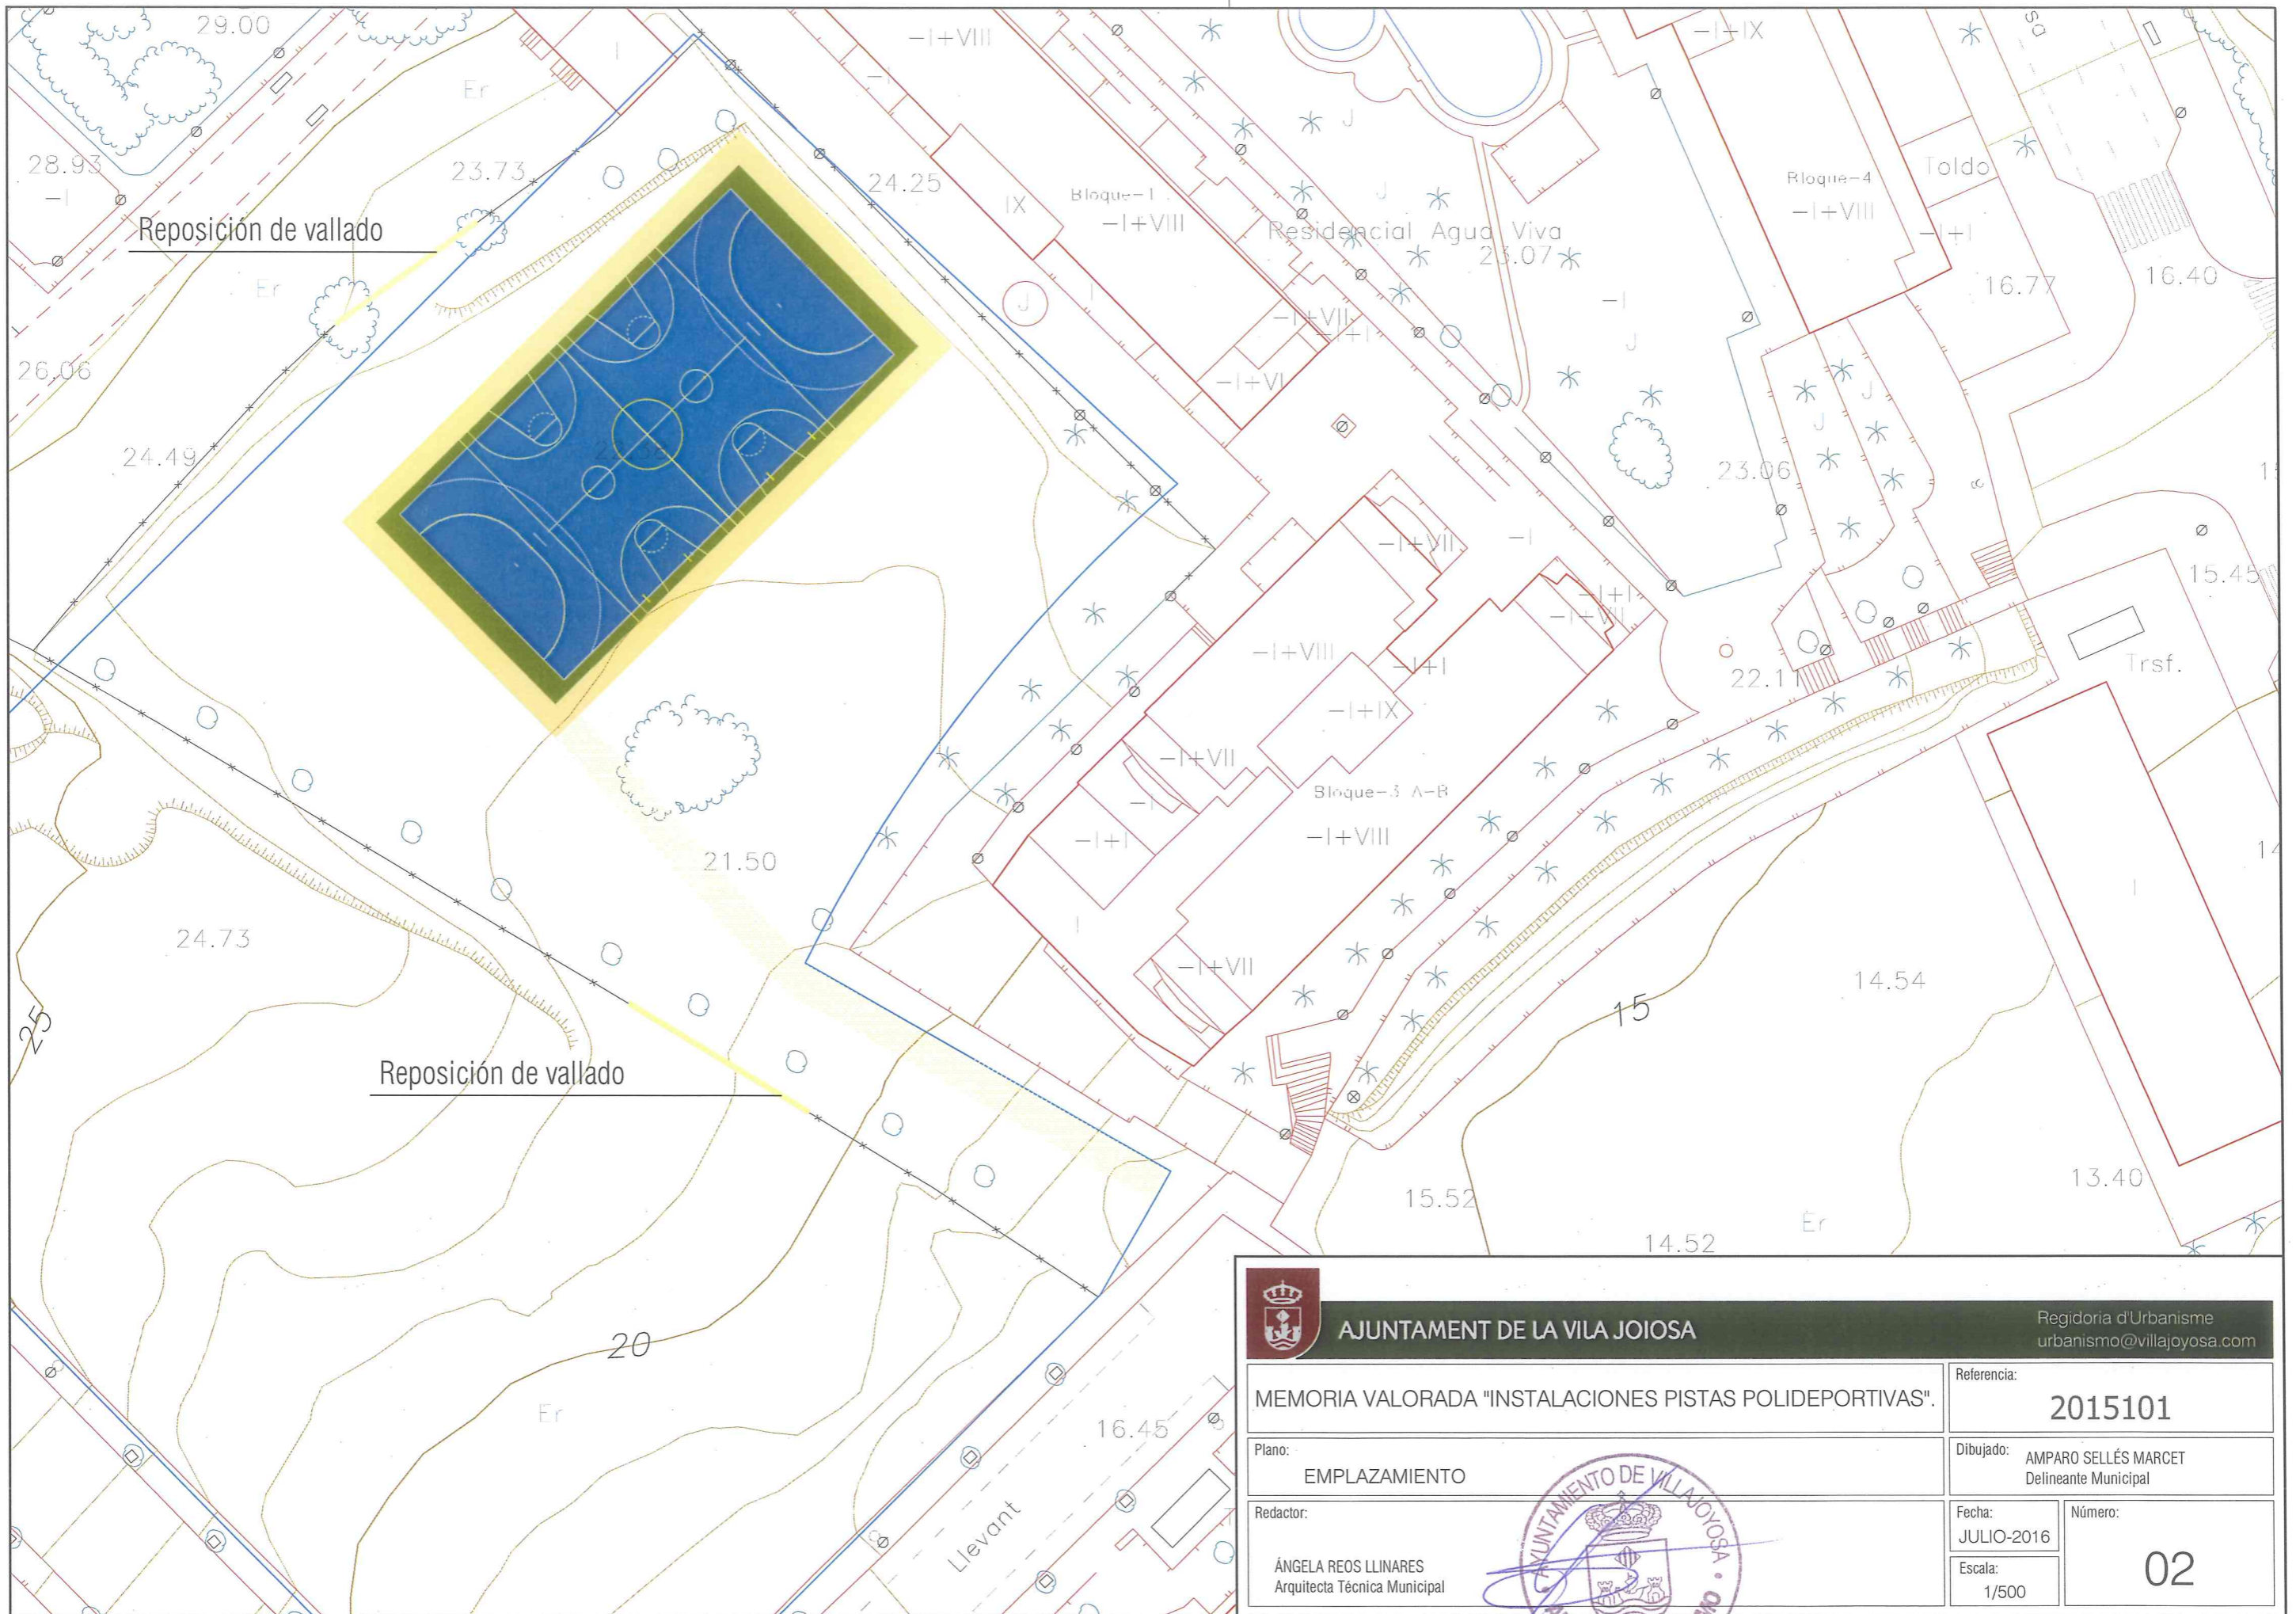 29.00
-I+VIII
-I+IX
Er
I
-I
28.93
-I
23.73
24.25
J
Bloque-4
Toldo
-I+VIII
-I+I
IX
Bloque-1
-I+VIII
J
Residencial Agua Viva
23.07
16.77
16.40
Reposición de vallado
Er
J
I
-I+VII
-I+I
-I
J
26.06
-I+VI
J
J
24.49
23.06
-I+VII
-I
-I+I
-I+VII
15.45
-I+VIII
-I+I
22.11
Trsf.
-I+IX
-I+VII
-I
Bloque-3 A-B
-I+I
-I+VIII
21.50
I
I
24.73
-I+VII
14.54
25
15
Reposición de vallado
15.52
13.40
Er
14.52
20
Er
16.45
Llevant
AJUNTAMENT DE LA VILA JOIOSA
Regidoria d'Urbanisme
urbanismo@villajoyosa.com
MEMORIA VALORADA "INSTALACIONES PISTAS POLIDEPORTIVAS".
Referencia:
2015101
Plano:
EMPLAZAMIENTO
Dibujado: AMPARO SELLÉS MARCET
Delineante Municipal
Redactor:
ÁNGELA REOS LLINARES
Arquitecta Técnica Municipal
AYUNTAMIENTO DE VILLAJOYOSA
Fecha:
JULIO-2016
Número:
02
Escala:
1/500